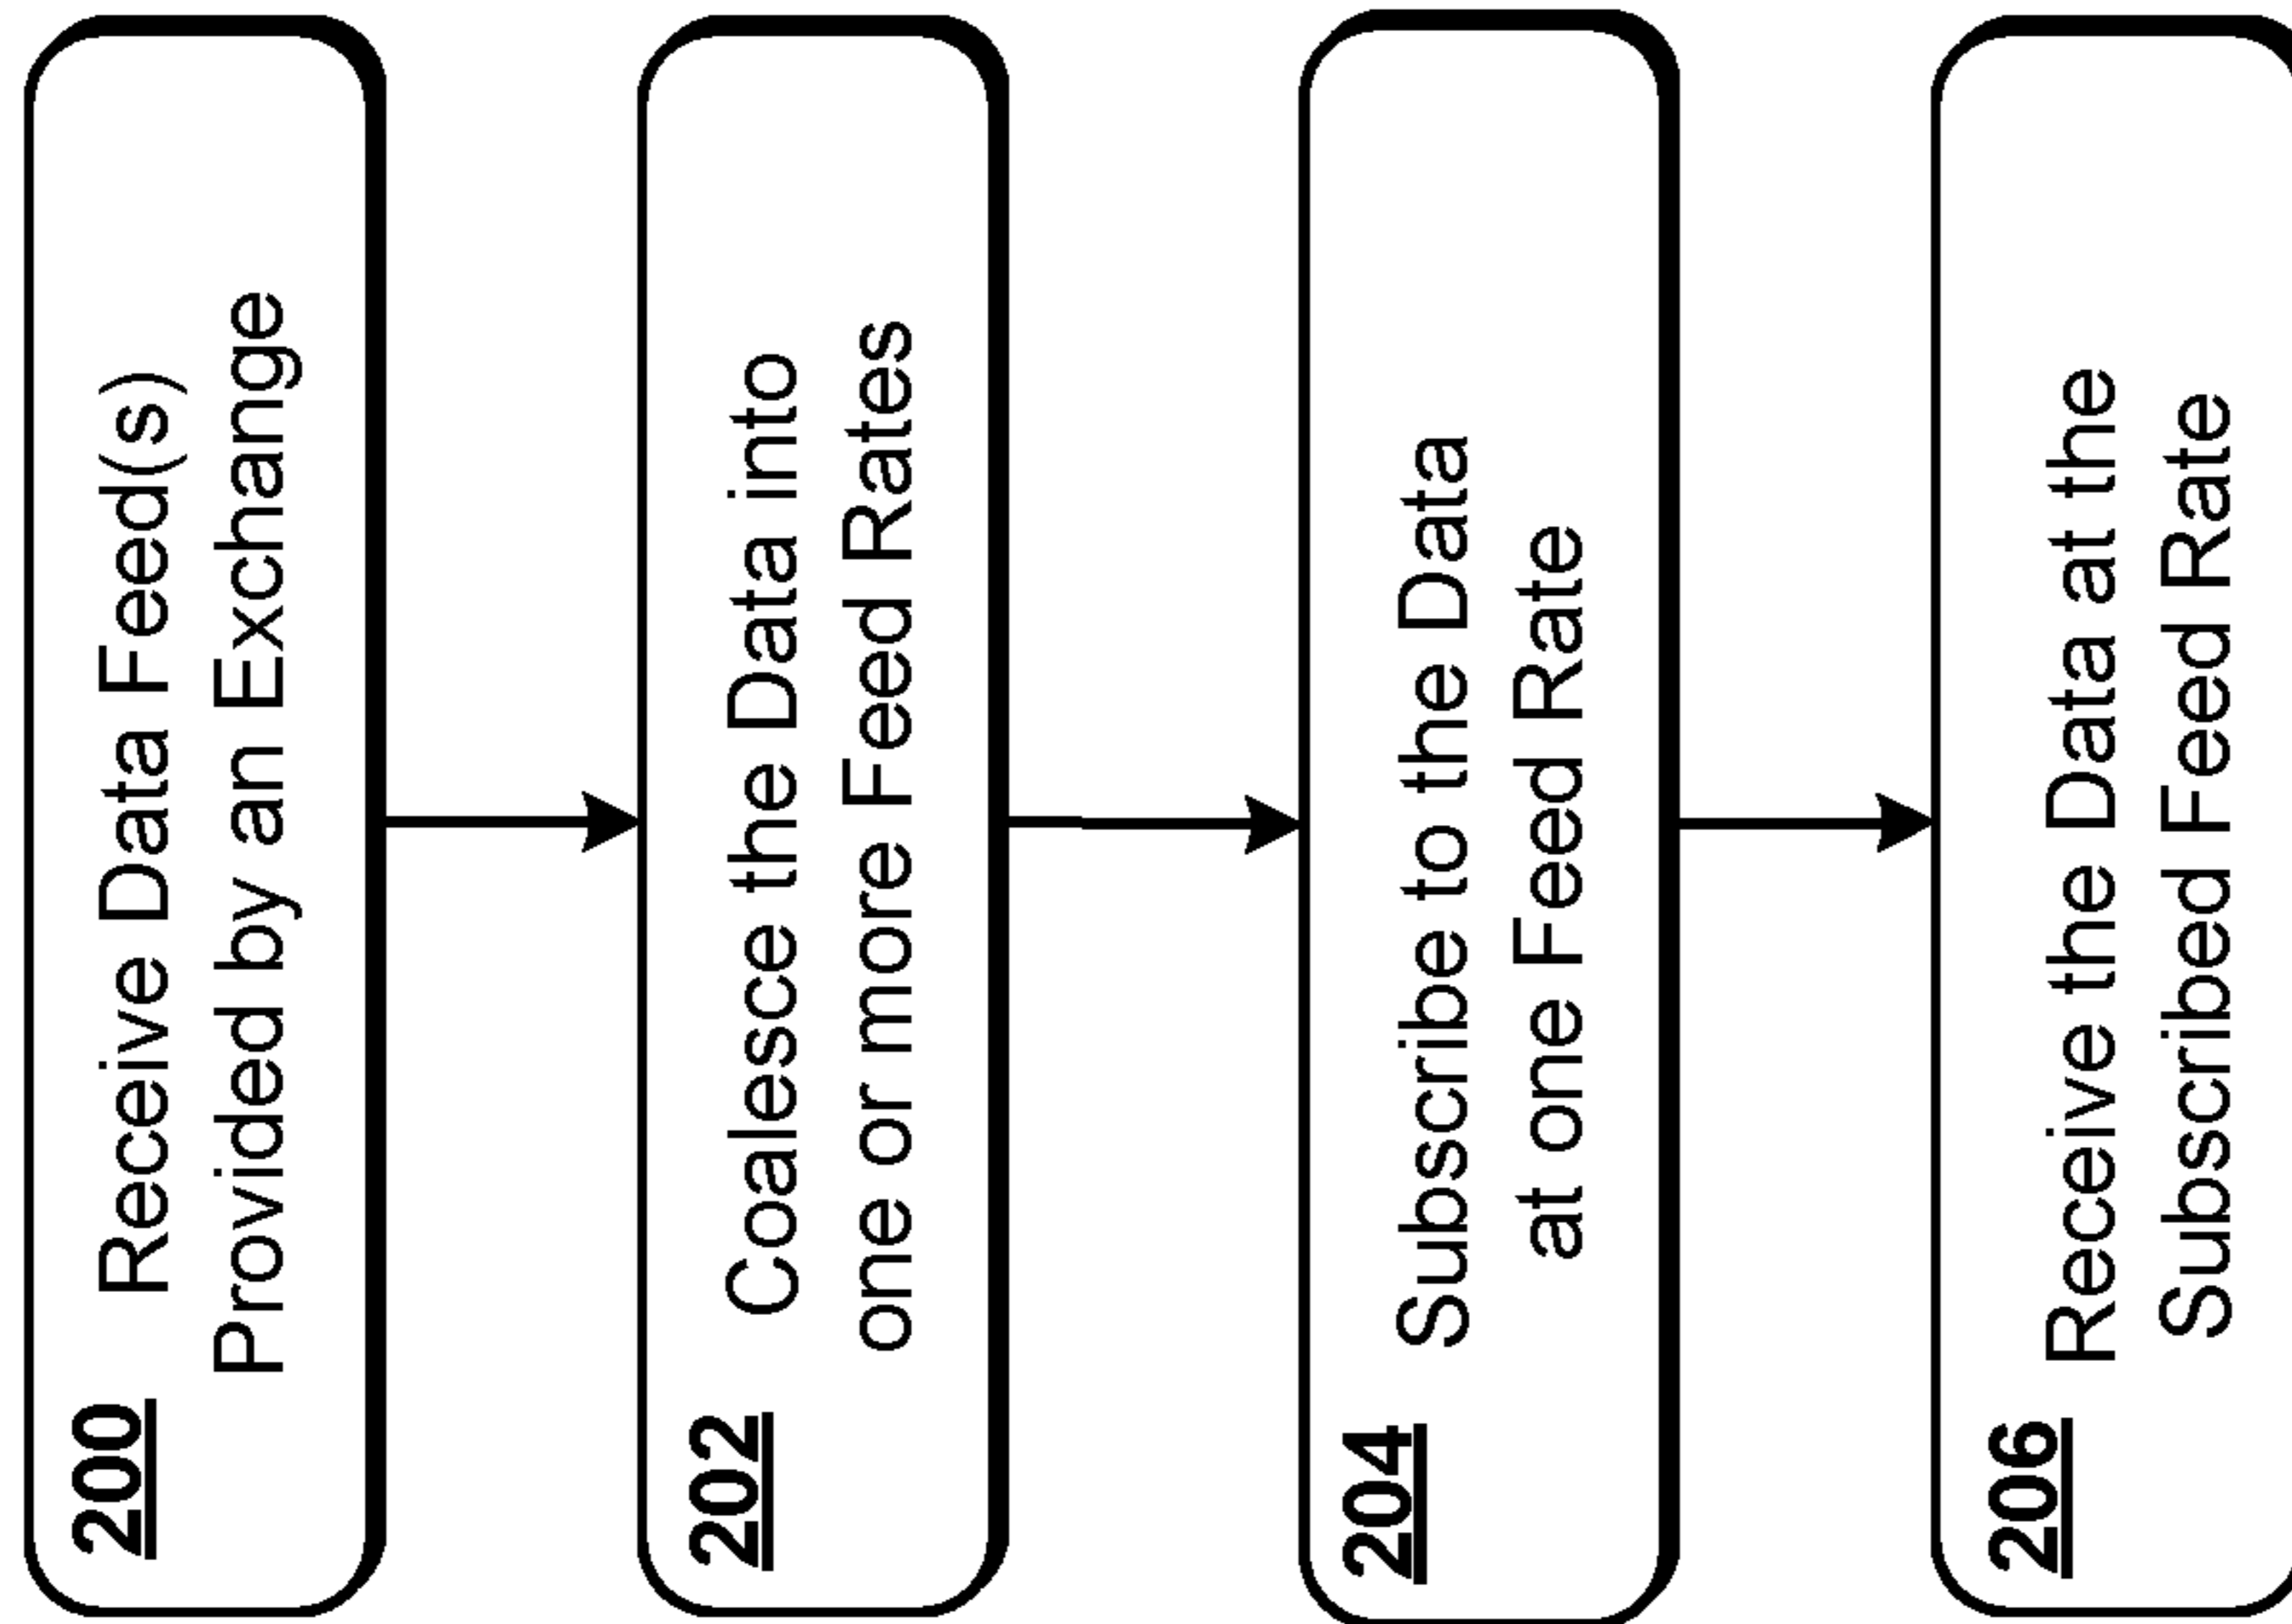 200
Receive Data Feed(s)
Provided by an Exchange
202
Coalesce the Data into
one or more Feed Rates
204
Subscribe to the Data
at one Feed Rate
206
Receive the Data at the
Subscribed Feed Rate